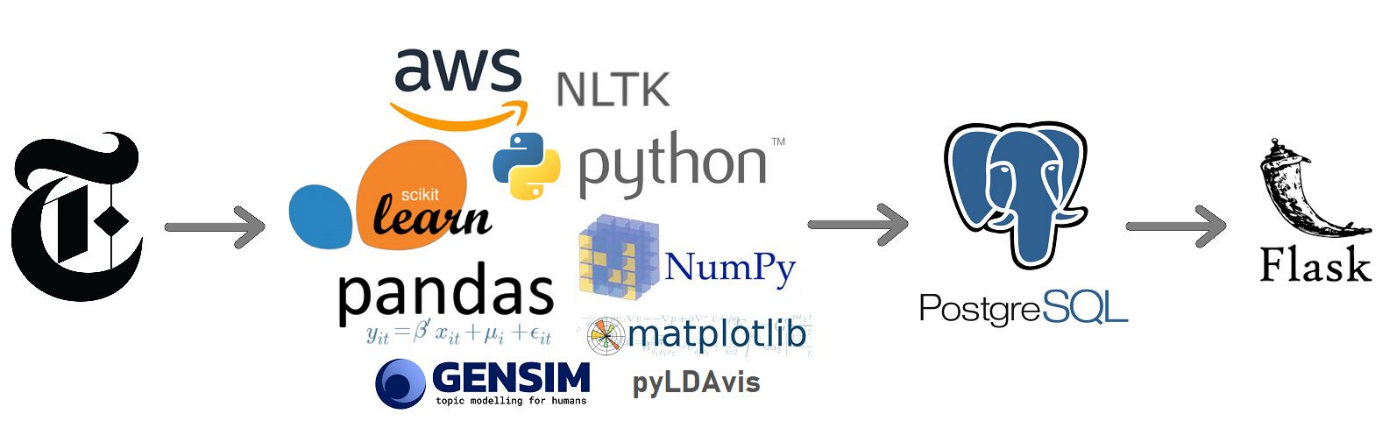 T
aws
NLTK
python™
scikit
learn
NumPy
pandas
y_it = β′ x_it + μ_i + ϵ_it
matplotlib
GENSIM
topic modelling for humans
pyLDAvis
PostgreSQL
Flask